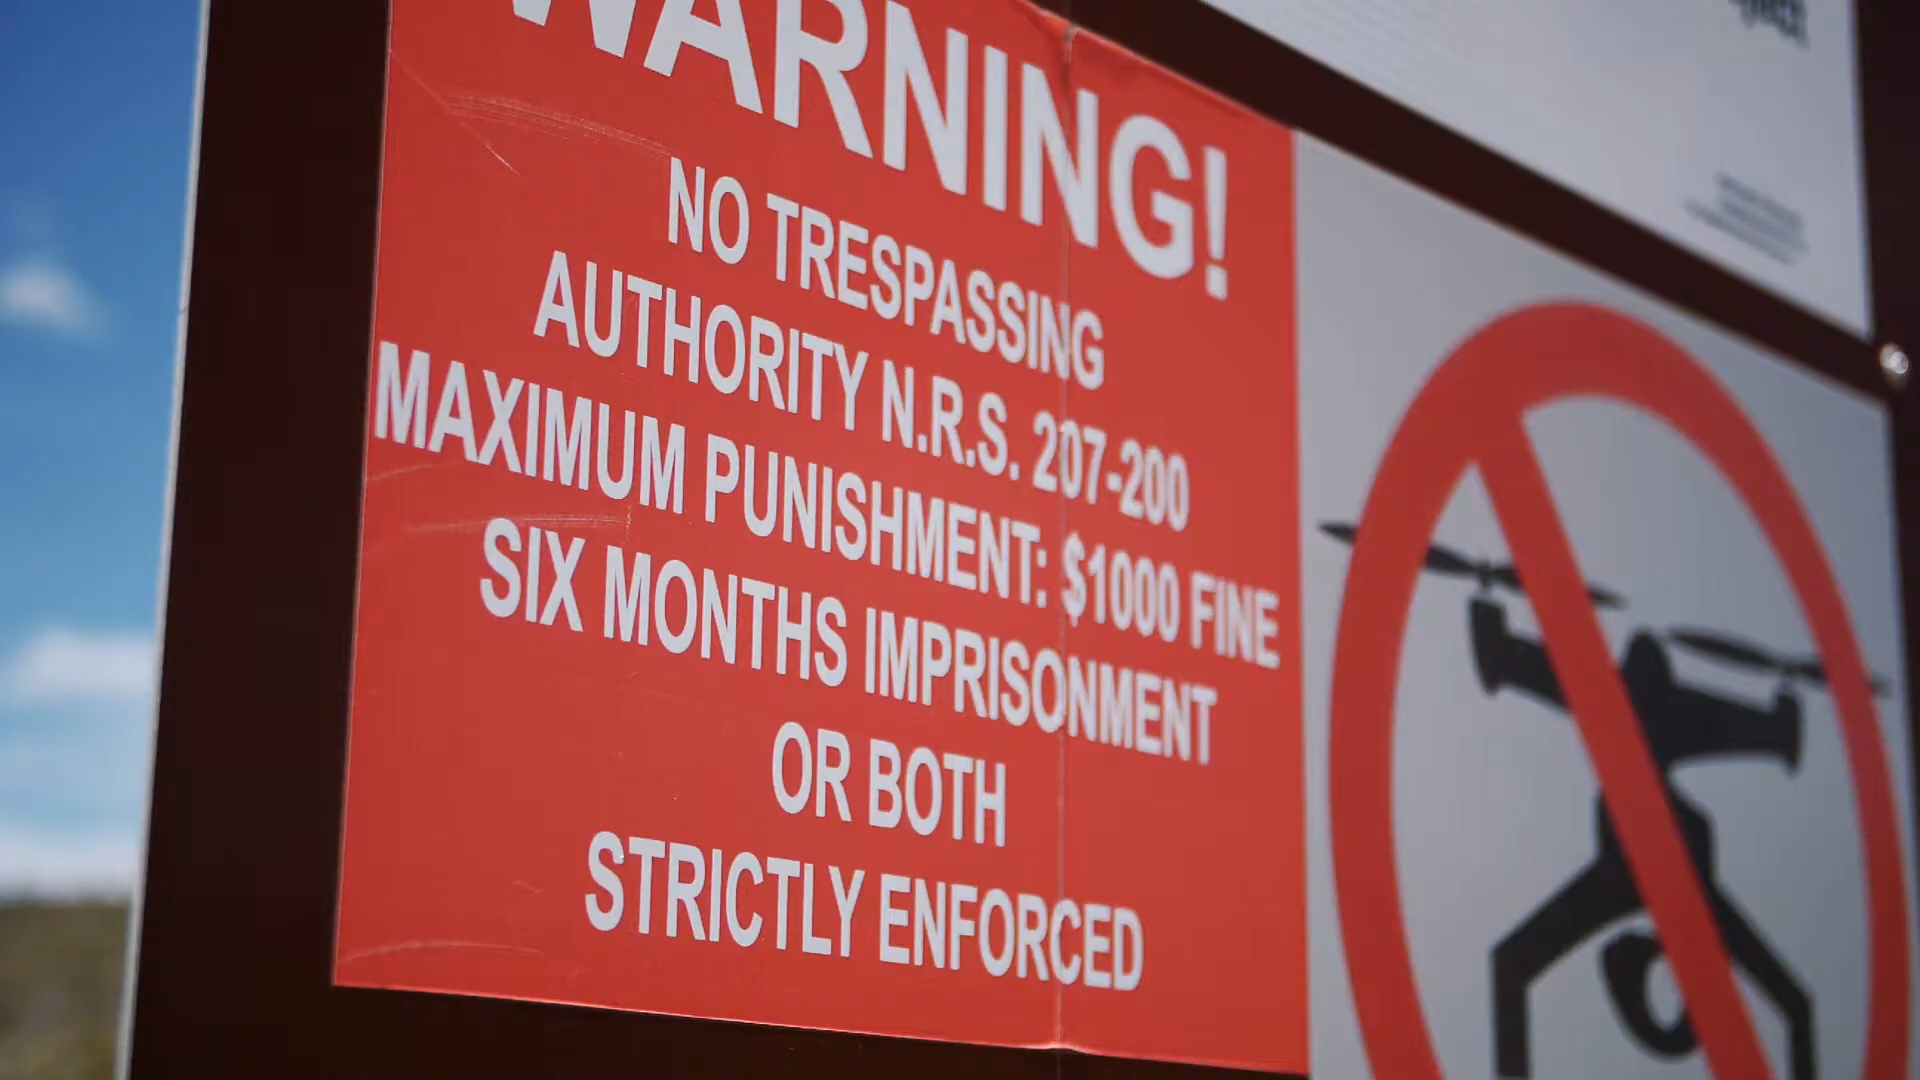 WARNING!
NO TRESPASSING
AUTHORITY N.R.S. 207-200
MAXIMUM PUNISHMENT: $1000 FINE
SIX MONTHS IMPRISONMENT
OR BOTH
STRICTLY ENFORCED